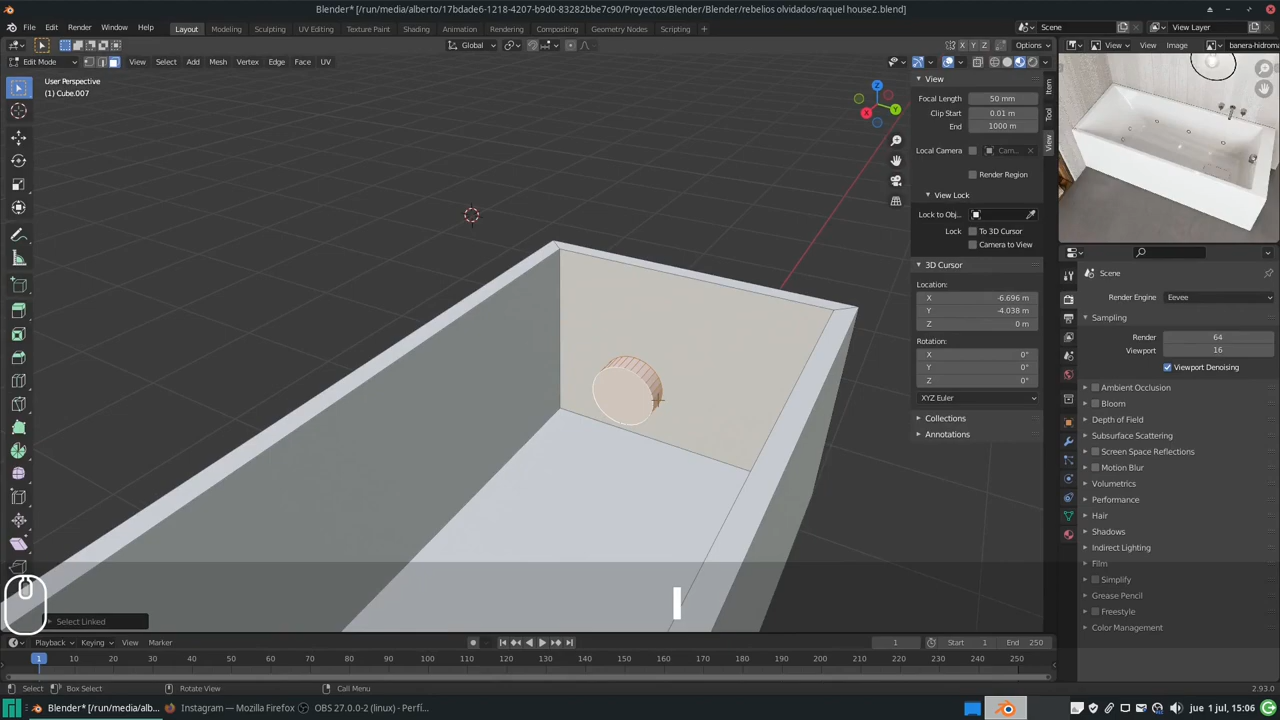 Blender* [/run/media/alberto/17bdade6-1218-4207-b9d0-83282bbe7c90/Proyectos/Blender/Blender/rebelios olvidados/raquel house2.blend]
File Edit Render Window Help Layout Modeling Sculpting UV Editing Texture Paint Shading Animation Rendering Compositing Geometry Nodes Scripting Scene View Layer
Global X Y Z Options View Image banera-hidrom
Edit Mode View Select Add Mesh Vertex Edge Face UV
User Perspective
(1) Cube.007
Z
Y
X
View
Focal Length 50 mm
Clip Start 0.01 m
End 1000 m
Local Camera Cam...
Render Region
View Lock
Lock to Obj...
Lock: To 3D Cursor
Camera to View
3D Cursor
Location:
X -6.696 m
Y -4.038 m
Z 0 m
Rotation:
X 0°
Y 0°
Z 0°
XYZ Euler
Collections
Annotations
Item
Tool
View
Scene
Render Engine Eevee
Sampling
Render 64
Viewport 16
Viewport Denoising
Ambient Occlusion
Bloom
Depth of Field
Subsurface Scattering
Screen Space Reflections
Motion Blur
Volumetrics
Performance
Hair
Shadows
Indirect Lighting
Film
Simplify
Grease Pencil
Freestyle
Color Management
Select Linked
Playback Keying View Marker 1 Start 1 End 250
1 10 20 30 40 50 60 70 80 90 100 110 120 130 140 150 160 170 180 190 200 210 220 230 240 250
Select Box Select Rotate View Call Menu 2.93.0
Blender* [/run/media/alb... Instagram — Mozilla Firefox OBS 27.0.0-2 (linux) - Perfí... jue 1 jul, 15:06